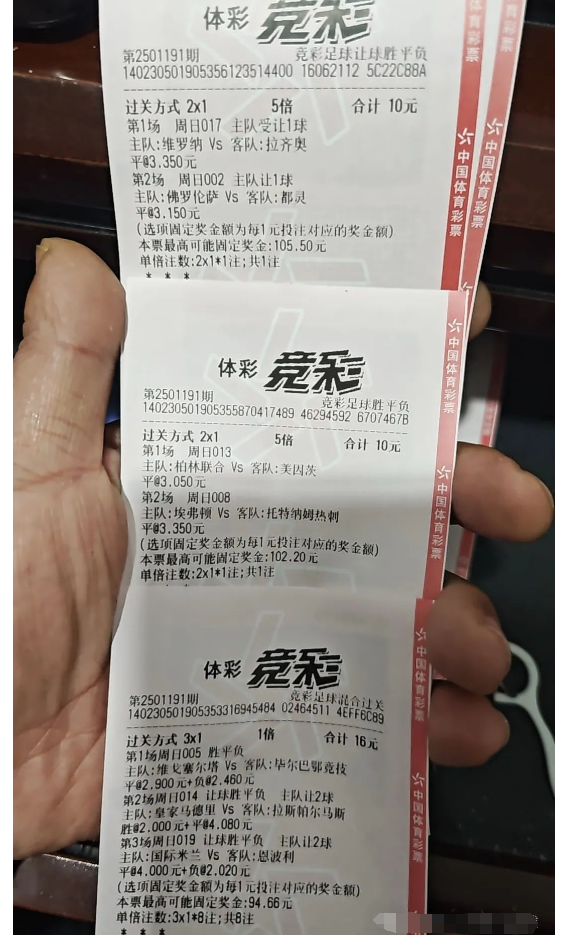 体彩 竞彩
第2501191期 竞彩足球让球胜平负
140230501905356123514400 16062112 5C22C88A
过关方式 2x1 5倍 合计 10元
第1场 周日017 主队受让1球
主队:维罗纳 Vs 客队:拉齐奥
平@3.350元
第2场 周日002 主队让1球
主队:佛罗伦萨 Vs 客队:都灵
平@3.150元
(选项固定奖金额为每1元投注对应的奖金额)
本票最高可能固定奖金:105.50元
单倍注数:2x1*1注;共1注
* * *
体彩 竞彩
第2501191期 竞彩足球胜平负
140230501905355870417489 46294592 6707467B
过关方式 2x1 5倍 合计 10元
第1场 周日013
主队:柏林联合 Vs 客队:美因茨
平@3.050元
第2场 周日008
主队:埃弗顿 Vs 客队:托特纳姆热刺
平@3.350元
(选项固定奖金额为每1元投注对应的奖金额)
本票最高可能固定奖金:102.20元
单倍注数:2x1*1注;共1注
体彩 竞彩
第2501191期 竞彩足球混合过关
140230501905353316945484 02464511 4EFF6C89
过关方式 3x1 1倍 合计 16元
第1场周日005 胜平负
主队:维戈塞尔塔 Vs 客队:毕尔巴鄂竞技
平@2.900元+负@2.460元
第2场周日014 让球胜平负 主队让2球
主队:皇家马德里 Vs 客队:拉斯帕尔马斯
胜@2.000元+平@4.080元
第3场周日019 让球胜平负 主队让2球
主队:国际米兰 Vs 客队:恩波利
平@4.000元+负@2.020元
(选项固定奖金额为每1元投注对应的奖金额)
本票最高可能固定奖金:94.66元
单倍注数:3x1*8注;共8注
* * *
中国体育彩票
中国体育彩票
中国体育彩票
中国体育彩票
中国体育彩票
中国体育彩票